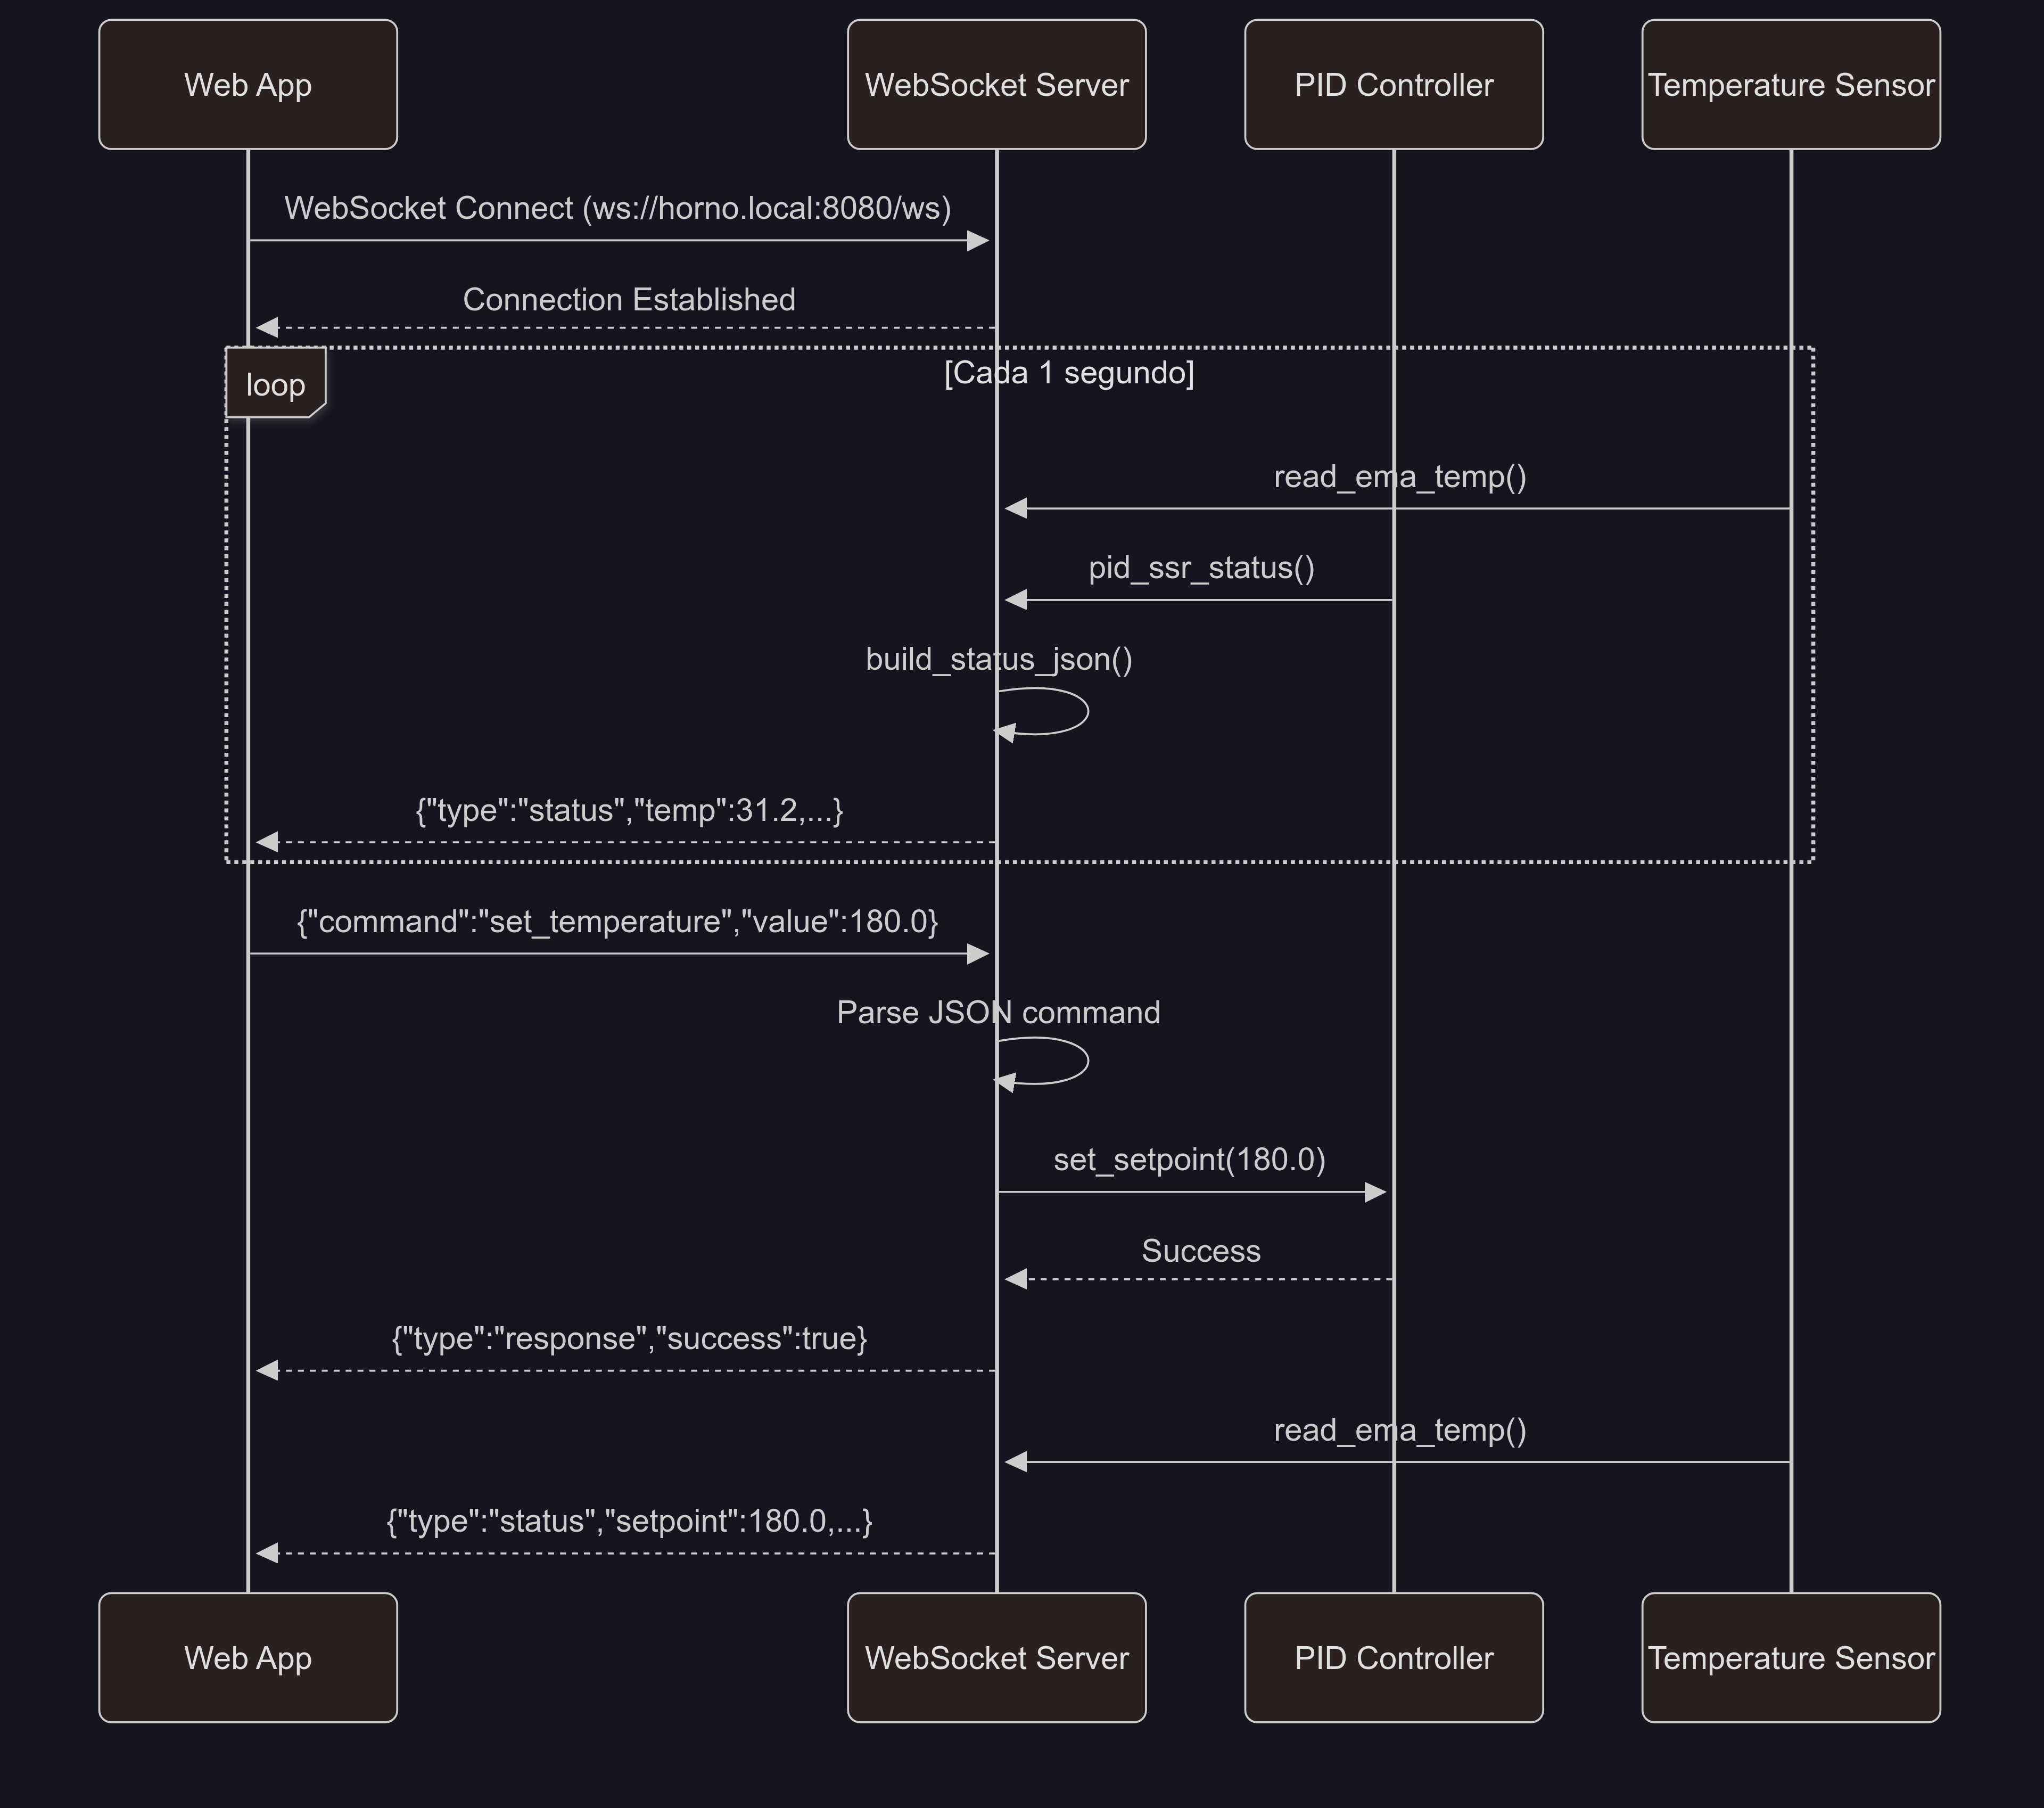 Web App
WebSocket Server
PID Controller
Temperature Sensor
WebSocket Connect (ws://horno.local:8080/ws)
Connection Established
loop
[Cada 1 segundo]
read_ema_temp()
pid_ssr_status()
build_status_json()
{"type":"status","temp":31.2,...}
{"command":"set_temperature","value":180.0}
Parse JSON command
set_setpoint(180.0)
Success
{"type":"response","success":true}
read_ema_temp()
{"type":"status","setpoint":180.0,...}
Web App
WebSocket Server
PID Controller
Temperature Sensor